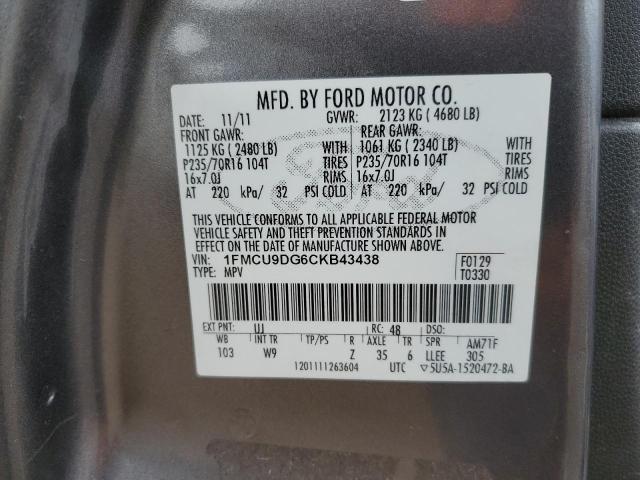 MFD. BY FORD MOTOR CO.
DATE: 11/11 GVWR: 2123 KG ( 4680 LB)
FRONT GAWR: REAR GAWR:
1125 KG ( 2480 LB) WITH 1061 KG ( 2340 LB) WITH
P235/70R16 104T TIRES P235/70R16 104T TIRES
16x7.0J RIMS 16x7.0J RIMS
AT 220 kPa/ 32 PSI COLD AT 220 kPa/ 32 PSI COLD
THIS VEHICLE CONFORMS TO ALL APPLICABLE FEDERAL MOTOR
VEHICLE SAFETY AND THEFT PREVENTION STANDARDS IN
EFFECT ON THE DATE OF MANUFACTURE SHOWN ABOVE.
VIN: 1FMCU9DG6CKB43438 F0129
TYPE: MPV T0330
EXT PNT: UJ RC: 48 DSO:
WB INT TR TP/PS R AXLE TR SPR AM71F
103 W9 Z 35 6 LLEE 305
1201111263604 UTC ▽5U5A-1520472-BA
Ford